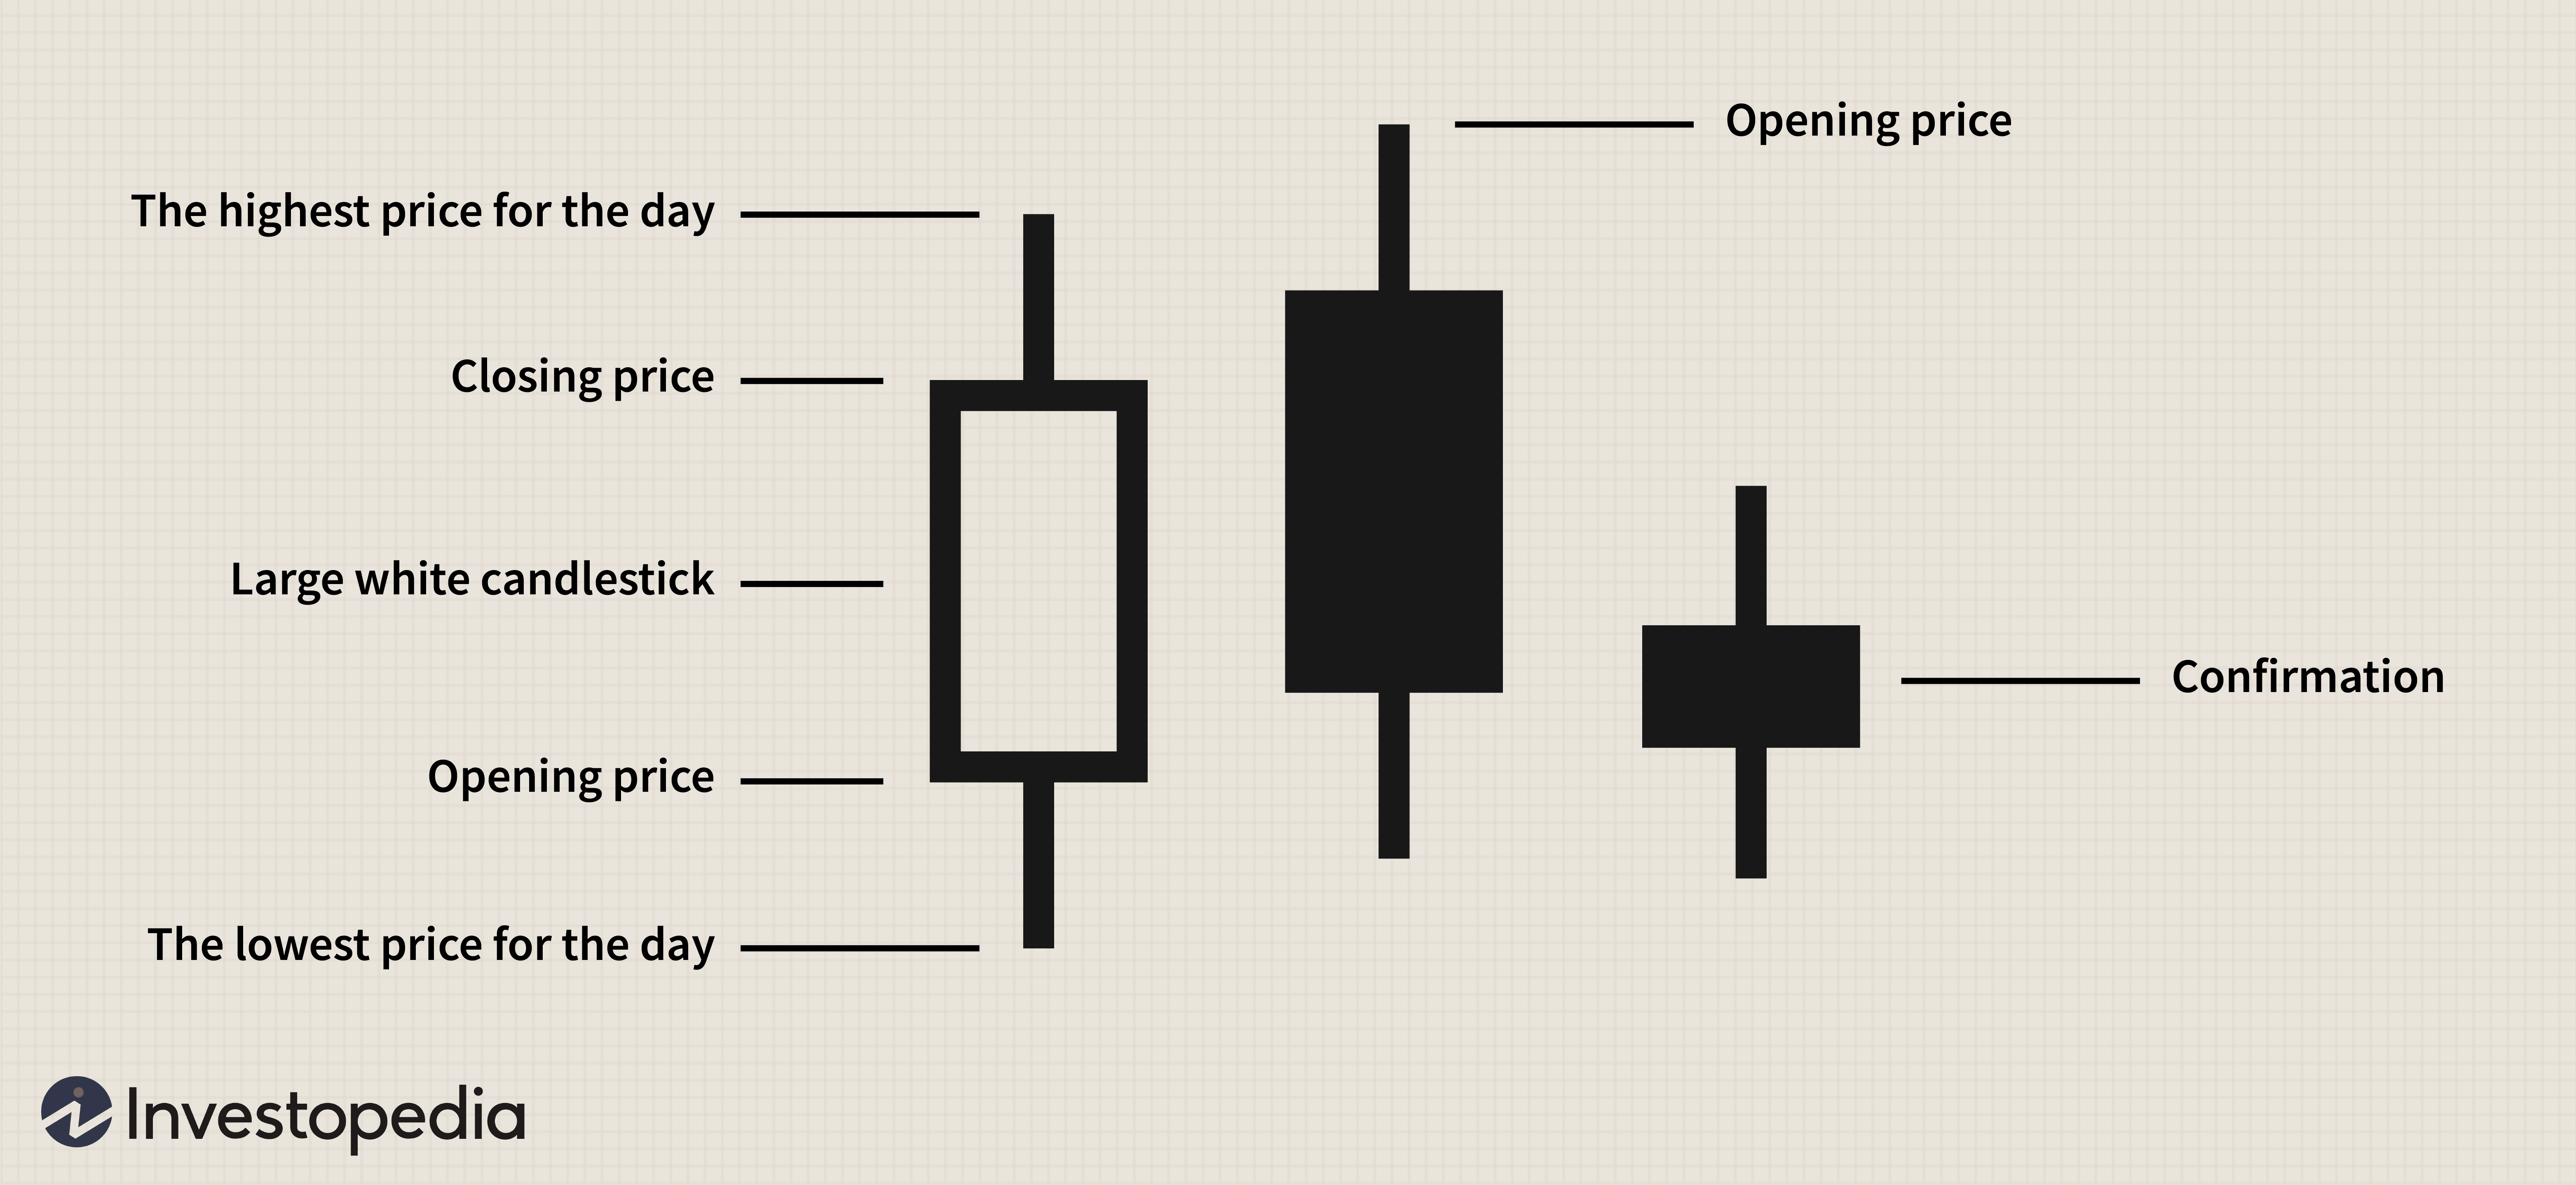 Opening price
The highest price for the day
Closing price
Large white candlestick
Confirmation
Opening price
The lowest price for the day
Investopedia